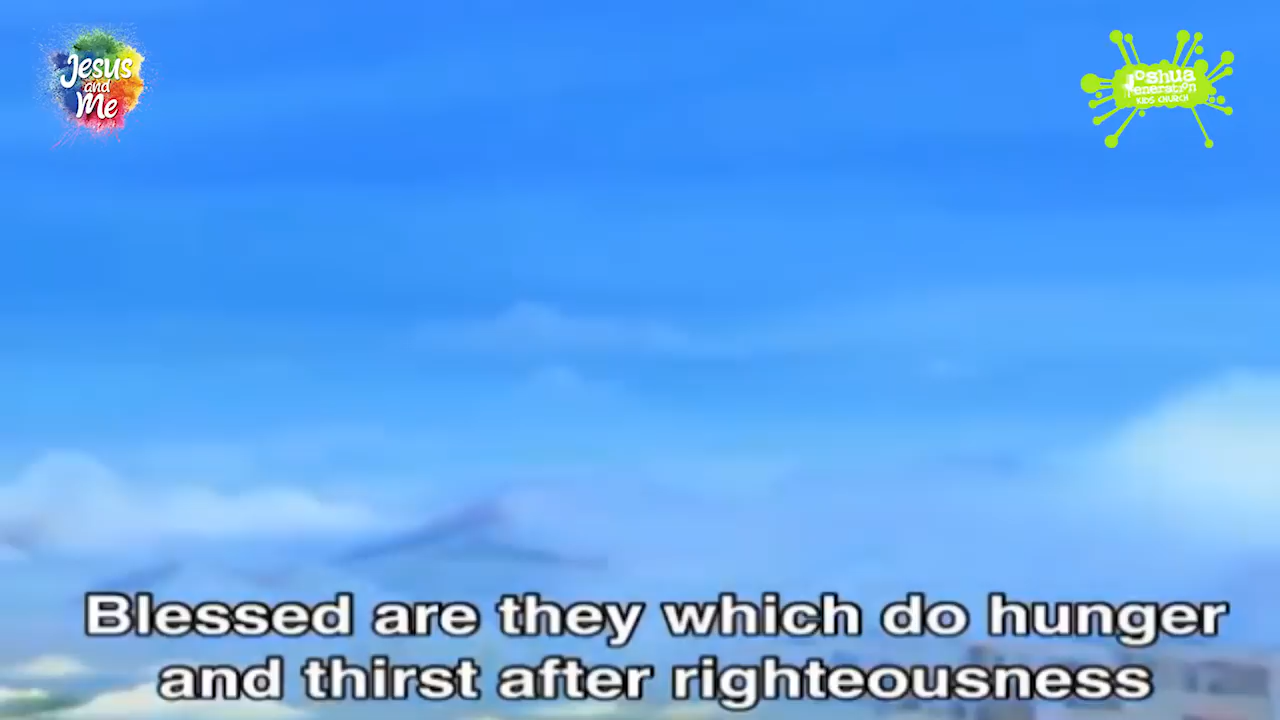 Jesus
and
Me
Joshua
Generation
KIDS CHURCH
Blessed are they which do hunger
and thirst after righteousness